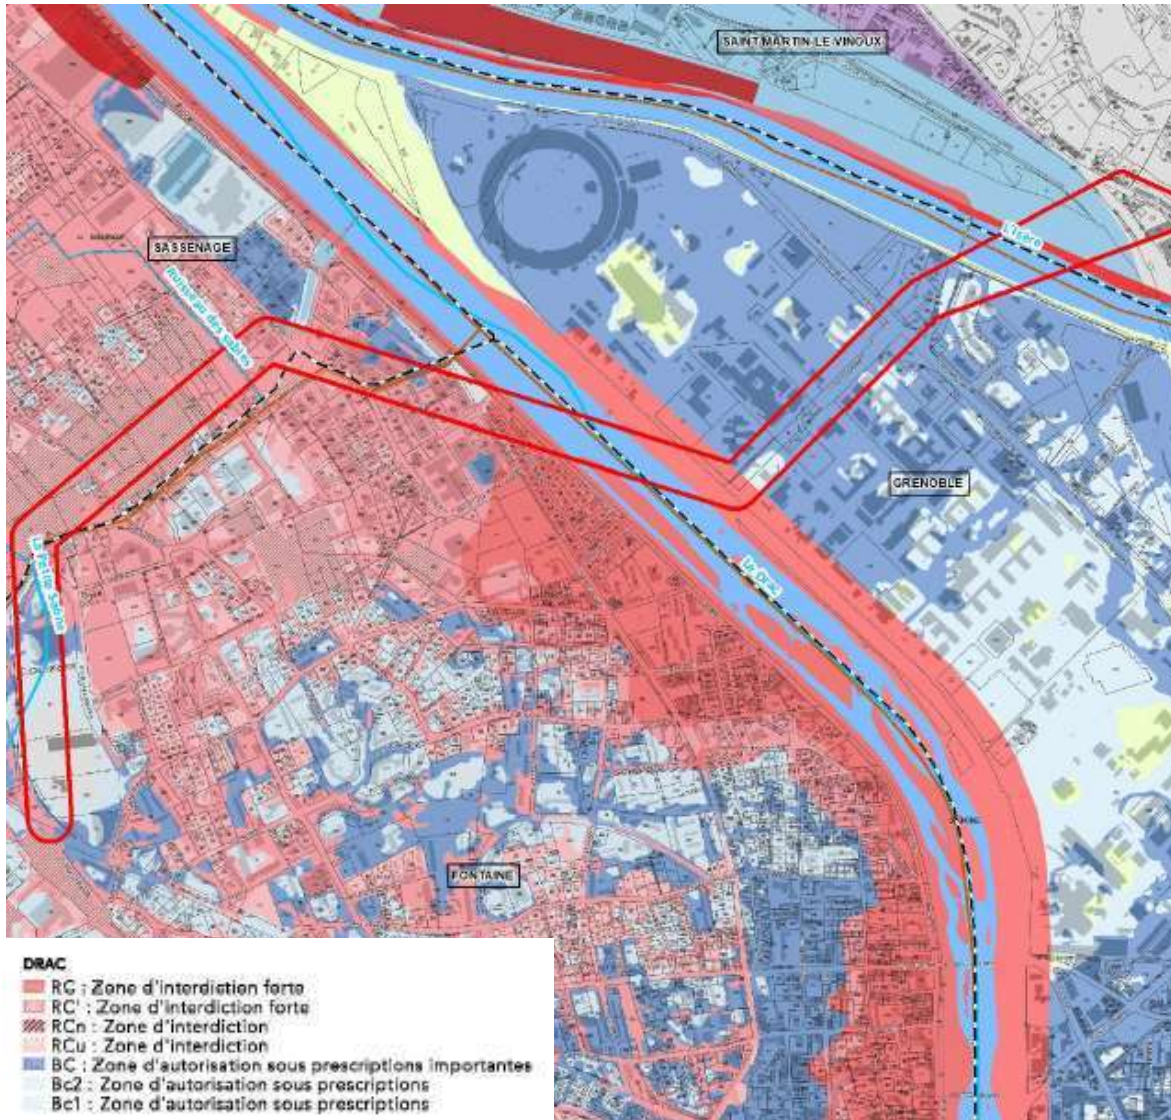 SAINT MARTIN-LE-VINOUX
L'Isère
SASSENAGE
Ruisseau des sables
GRENOBLE
Le Drac
La Petite Saône
FONTAINE
DRAC
RG : Zone d'interdiction forte
RC' : Zone d'interdiction forte
RCn : Zone d'interdiction
RCu : Zone d'interdiction
BC : Zone d'autorisation sous prescriptions importantes
Bc2 : Zone d'autorisation sous prescriptions
Bc1 : Zone d'autorisation sous prescriptions